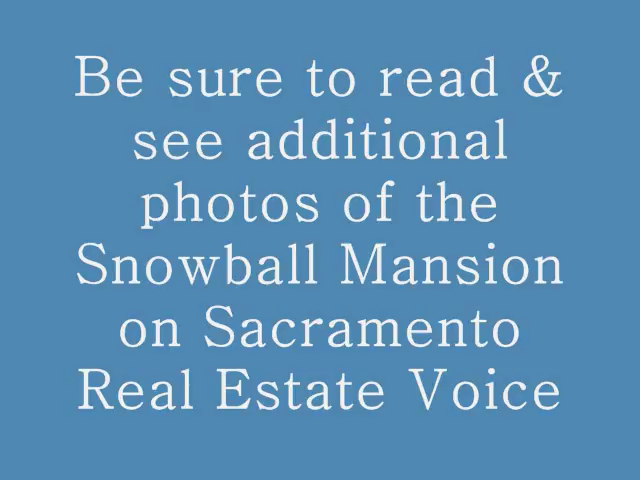 Be sure to read &
see additional
photos of the
Snowball Mansion
on Sacramento
Real Estate Voice